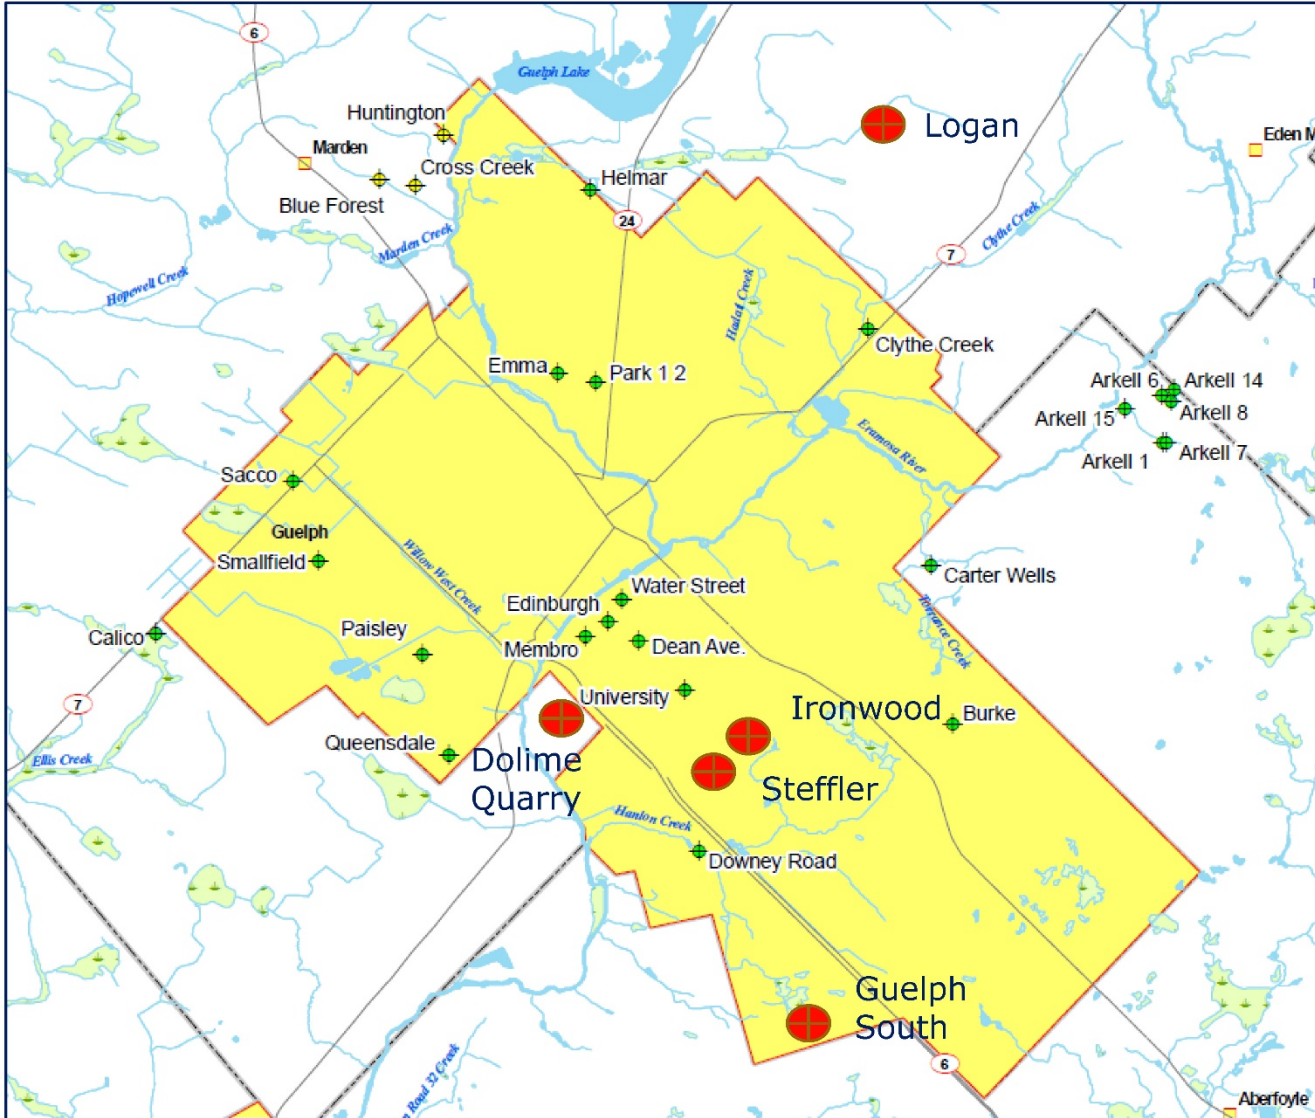 6
Guelph Lake
Huntington
Logan
Marden
Eden M
Cross Creek
Helmar
Blue Forest
24
Marden Creek
Clythe Creek
7
Hopewell Creek
Hadati Creek
Clythe Creek
Emma
Park 1 2
Arkell 6
Arkell 14
Arkell 15
Arkell 8
Eramosa River
Arkell 1
Arkell 7
Sacco
Guelph
Smallfield
Willow West Creek
Carter Wells
Water Street
Edinburgh
Torrance Creek
Calico
Paisley
Membro
Dean Ave.
University
7
Ironwood
Burke
Queensdale
Dolime
Quarry
Ellis Creek
Steffler
Hanlon Creek
Downey Road
Guelph
South
6
Road 32 Creek
Aberfoyle